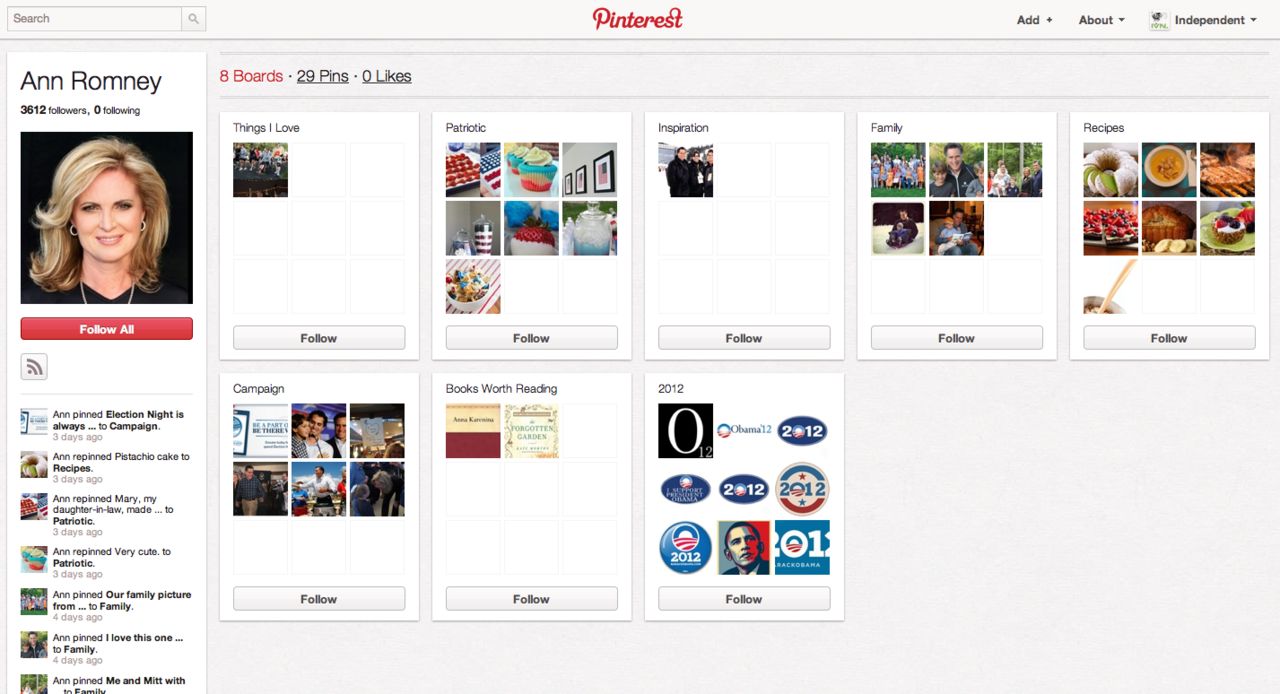 Search
Pinterest
Add +
About
Independent
Ann Romney
3612 followers, 0 following
Follow All
Ann pinned Election Night is
always ... to Campaign.
3 days ago
Ann repinned Pistachio cake to
Recipes.
3 days ago
Ann repinned Mary, my
daughter-in-law, made ... to
Patriotic.
3 days ago
Ann repinned Very cute. to
Patriotic.
3 days ago
Ann pinned Our family picture
from ... to Family.
4 days ago
Ann pinned I love this one ...
to Family.
4 days ago
Ann pinned Me and Mitt with
... to Family.
8 Boards · 29 Pins · 0 Likes
Things I Love
Follow
Patriotic
Follow
Inspiration
Follow
Family
Follow
Recipes
Follow
Campaign
BE A PART O
BE THERE
Follow
Books Worth Reading
Anna Karenina
THE
FORGOTTEN
GARDEN
KATE MORTON
Follow
2012
O
12
Obama'12
2012
I SUPPORT
PRESIDENT
OBAMA
2012
2012
2012
BARACKOBAMA.COM
2012
ARACKOBAMA
Follow